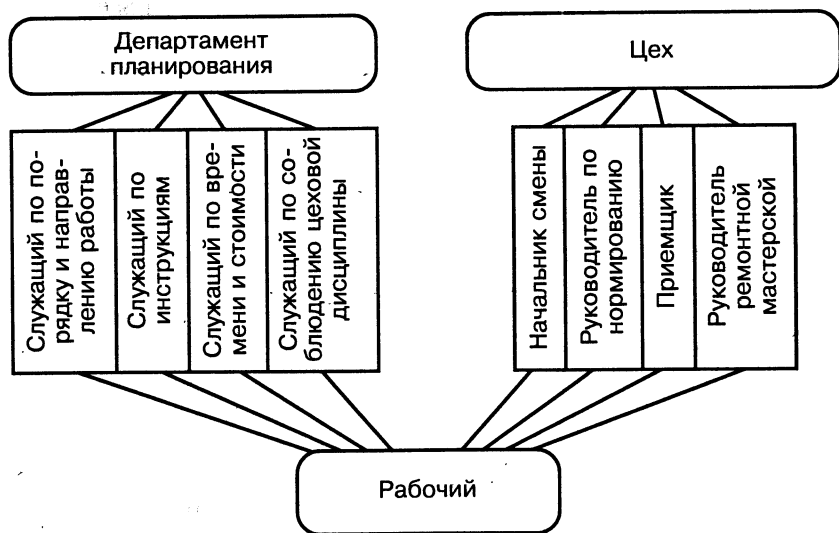 Департамент
планирования
Цех
Служащий по по-
рядку и направ-
лению работы
Служащий по
инструкциям
Служащий по вре-
мени и стоимости
Служащий по со-
блюдению цеховой
дисциплины
Начальник смены
Руководитель по
нормированию
Приемщик
Руководитель
ремонтной
мастерской
Рабочий